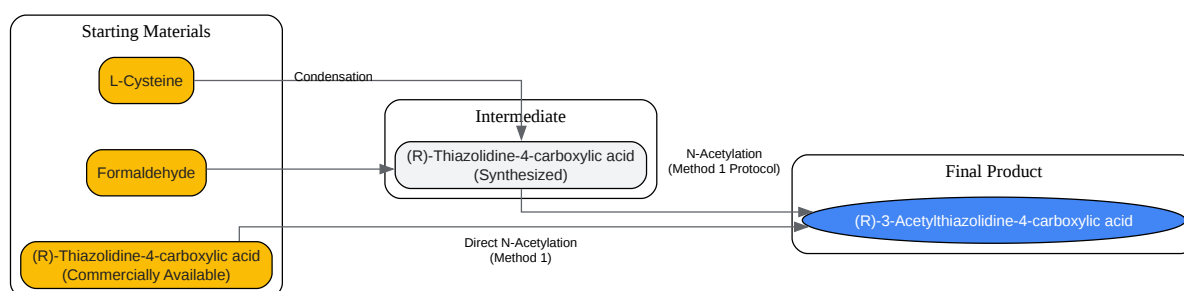 Starting Materials
L-Cysteine
Condensation
Formaldehyde
(R)-Thiazolidine-4-carboxylic acid
(Commercially Available)
Intermediate
(R)-Thiazolidine-4-carboxylic acid
(Synthesized)
N-Acetylation
(Method 1 Protocol)
Direct N-Acetylation
(Method 1)
Final Product
(R)-3-Acetylthiazolidine-4-carboxylic acid